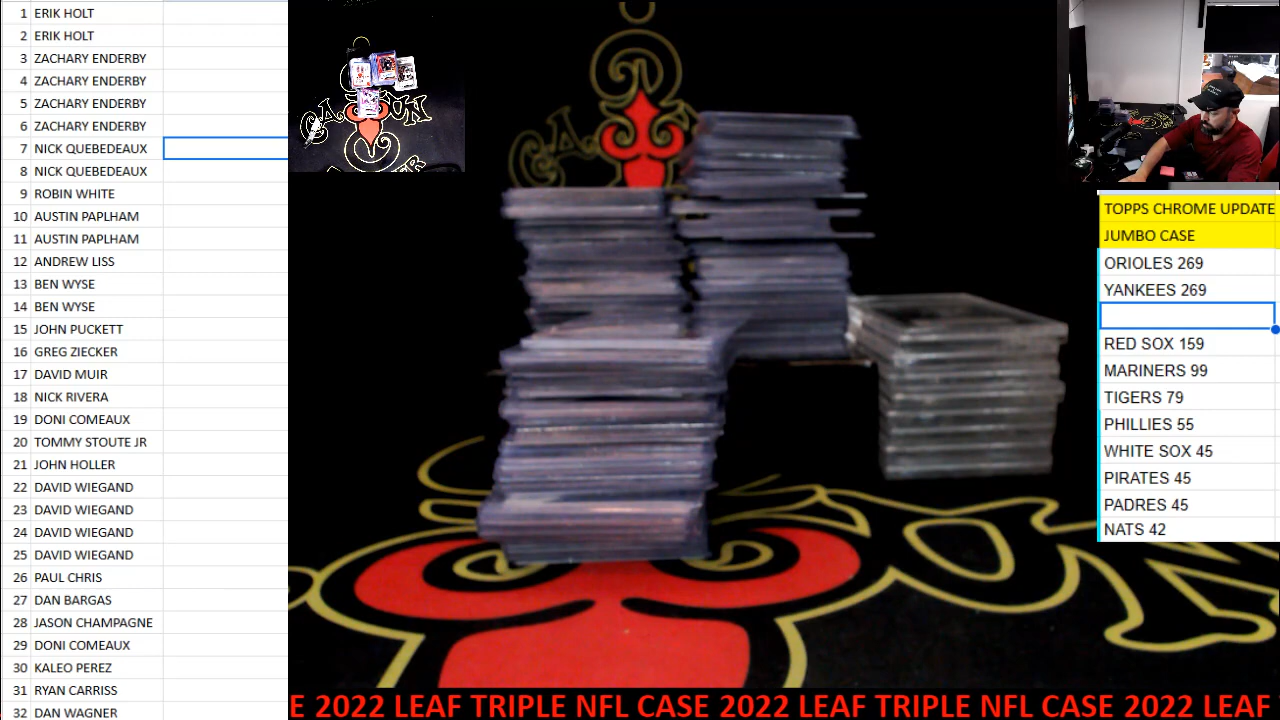 1 ERIK HOLT
2 ERIK HOLT
3 ZACHARY ENDERBY
4 ZACHARY ENDERBY
5 ZACHARY ENDERBY
6 ZACHARY ENDERBY
7 NICK QUEBEDEAUX
8 NICK QUEBEDEAUX
9 ROBIN WHITE
10 AUSTIN PAPLHAM
11 AUSTIN PAPLHAM
12 ANDREW LISS
13 BEN WYSE
14 BEN WYSE
15 JOHN PUCKETT
16 GREG ZIECKER
17 DAVID MUIR
18 NICK RIVERA
19 DONI COMEAUX
20 TOMMY STOUTE JR
21 JOHN HOLLER
22 DAVID WIEGAND
23 DAVID WIEGAND
24 DAVID WIEGAND
25 DAVID WIEGAND
26 PAUL CHRIS
27 DAN BARGAS
28 JASON CHAMPAGNE
29 DONI COMEAUX
30 KALEO PEREZ
31 RYAN CARRISS
32 DAN WAGNER
TOPPS CHROME UPDATE
JUMBO CASE
ORIOLES 269
YANKEES 269
RED SOX 159
MARINERS 99
TIGERS 79
PHILLIES 55
WHITE SOX 45
PIRATES 45
PADRES 45
NATS 42
E 2022 LEAF TRIPLE NFL CASE 2022 LEAF TRIPLE NFL CASE 2022 LEAF